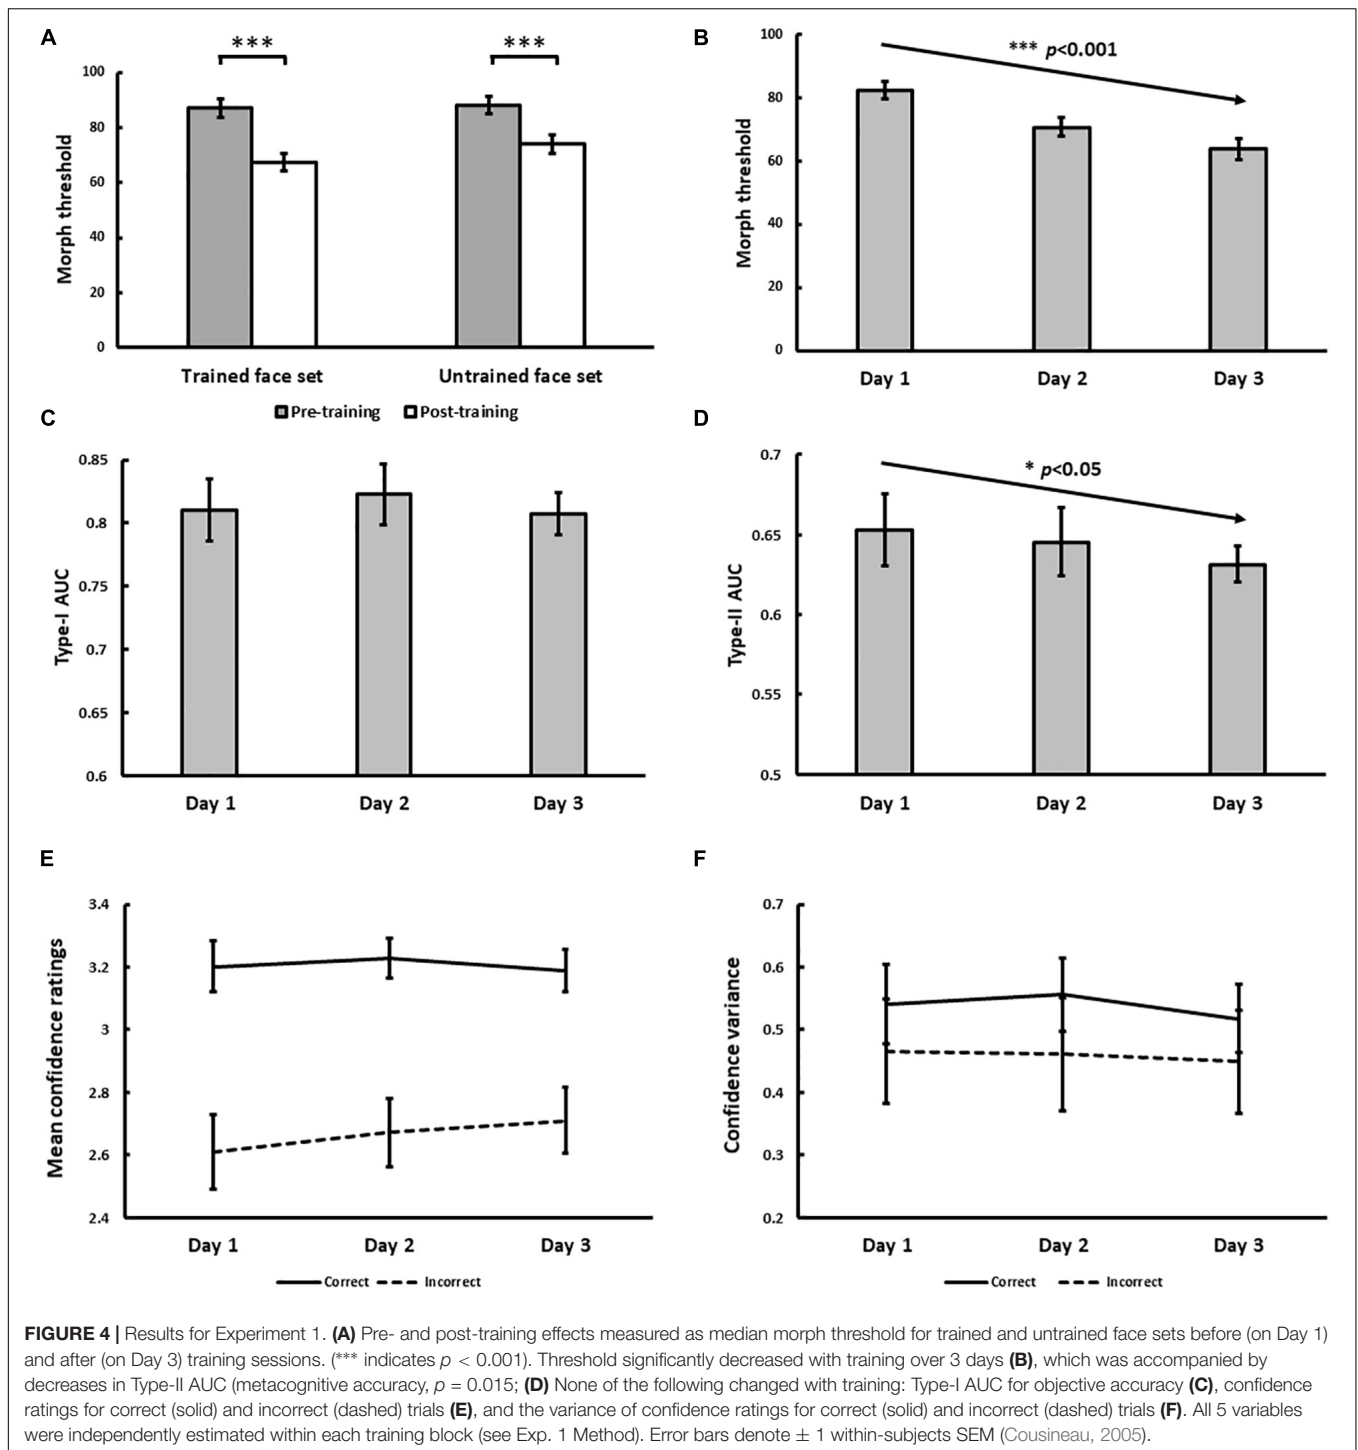 A
***
***
100
80
60
40
20
0
Morph threshold
Trained face set
Untrained face set
Pre-training
Post-training
B
*** p<0.001
100
80
60
40
20
0
Morph threshold
Day 1
Day 2
Day 3
C
0.85
0.8
0.75
0.7
0.65
0.6
Type-I AUC
Day 1
Day 2
Day 3
D
* p<0.05
0.7
0.65
0.6
0.55
0.5
Type-II AUC
Day 1
Day 2
Day 3
E
3.4
3.2
3
2.8
2.6
2.4
Mean confidence ratings
Day 1
Day 2
Day 3
Correct
Incorrect
F
0.7
0.6
0.5
0.4
0.3
0.2
Confidence variance
Day 1
Day 2
Day 3
Correct
Incorrect
FIGURE 4 | Results for Experiment 1. (A) Pre- and post-training effects measured as median morph threshold for trained and untrained face sets before (on Day 1)
and after (on Day 3) training sessions. (*** indicates p < 0.001). Threshold significantly decreased with training over 3 days (B), which was accompanied by
decreases in Type-II AUC (metacognitive accuracy, p = 0.015; (D) None of the following changed with training: Type-I AUC for objective accuracy (C), confidence
ratings for correct (solid) and incorrect (dashed) trials (E), and the variance of confidence ratings for correct (solid) and incorrect (dashed) trials (F). All 5 variables
were independently estimated within each training block (see Exp. 1 Method). Error bars denote ± 1 within-subjects SEM (Cousineau, 2005).